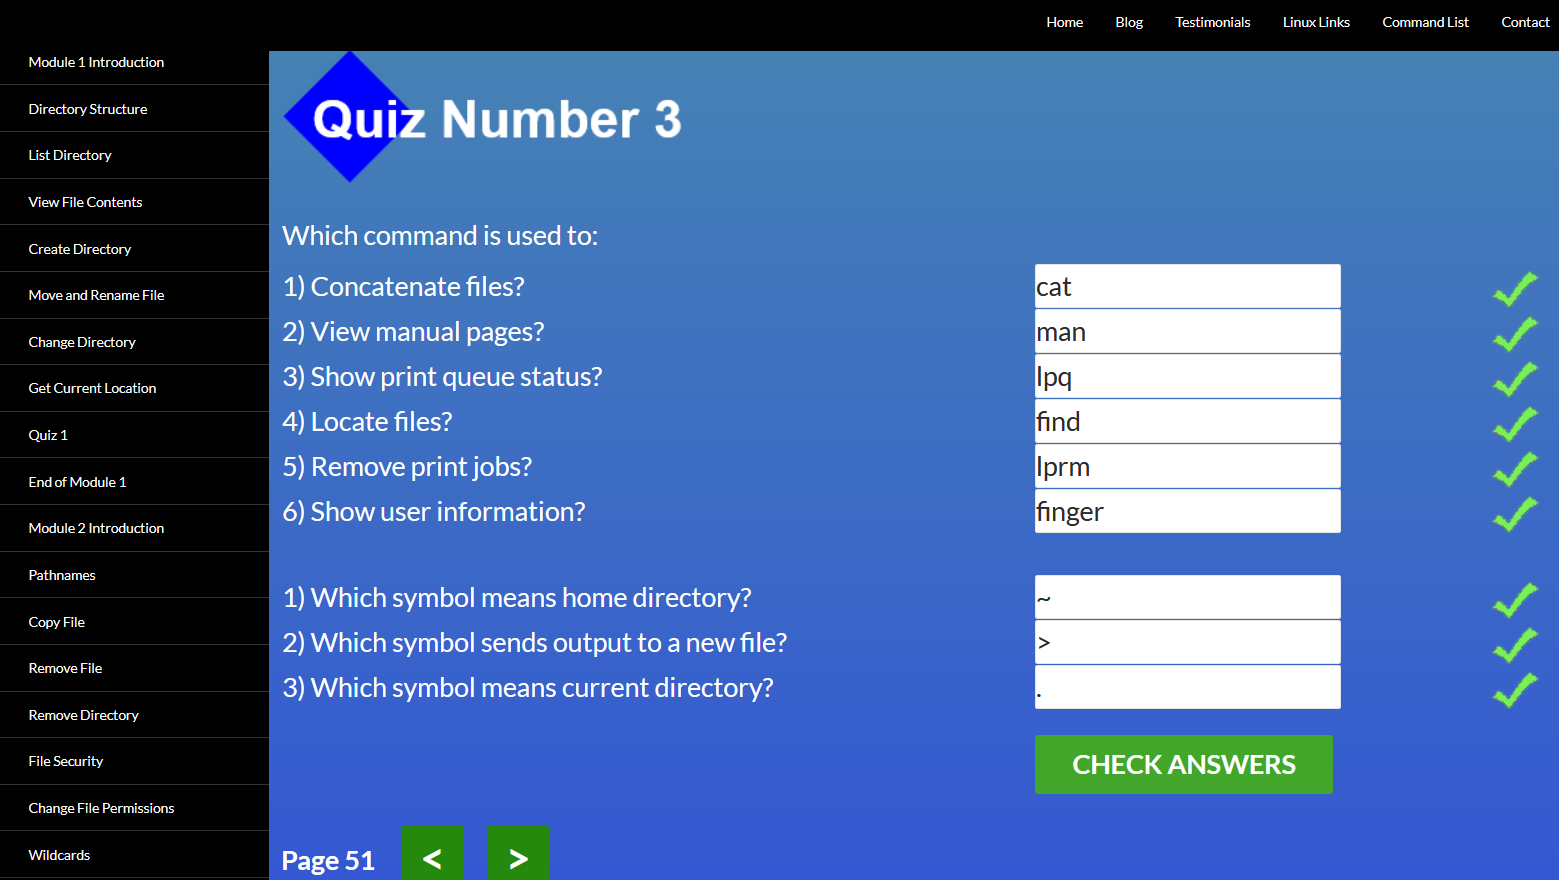 Home Blog Testimonials Linux Links Command List Contact
Module 1 Introduction
Directory Structure
List Directory
View File Contents
Create Directory
Move and Rename File
Change Directory
Get Current Location
Quiz 1
End of Module 1
Module 2 Introduction
Pathnames
Copy File
Remove File
Remove Directory
File Security
Change File Permissions
Wildcards
Quiz Number 3
Which command is used to:
1) Concatenate files? cat
2) View manual pages? man
3) Show print queue status? lpq
4) Locate files? find
5) Remove print jobs? lprm
6) Show user information? finger
1) Which symbol means home directory? ~
2) Which symbol sends output to a new file? >
3) Which symbol means current directory? .
CHECK ANSWERS
Page 51 < >